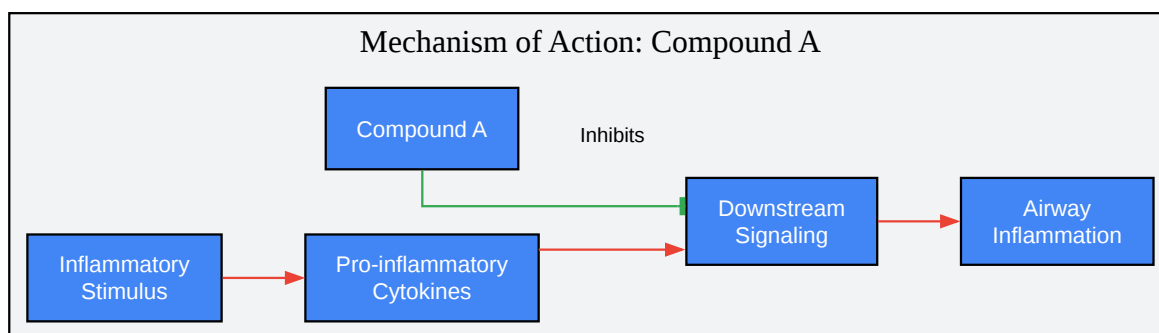 Mechanism of Action: Compound A
Compound A
Inhibits
Downstream
Signaling
Airway
Inflammation
Inflammatory
Stimulus
Pro-inflammatory
Cytokines